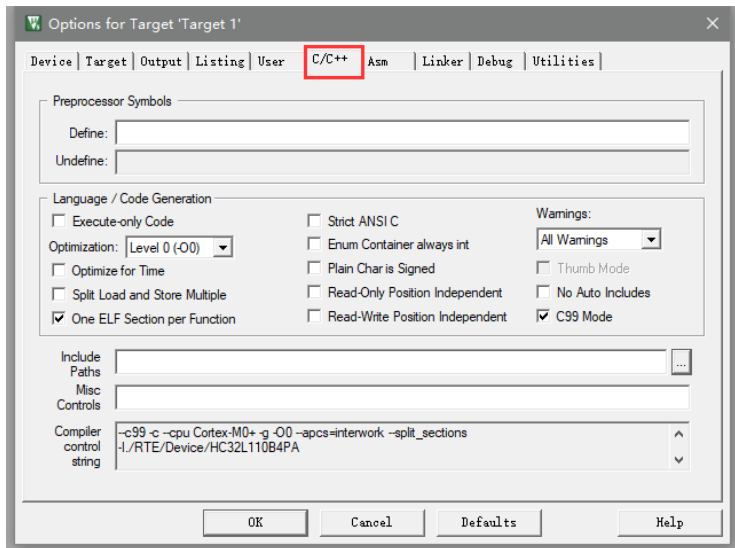 Options for Target 'Target 1'
Device Target Output Listing User C/C++ Asm Linker Debug Utilities
Preprocessor Symbols
Define:
Undefine:
Language / Code Generation
Execute-only Code
Strict ANSI C
Warnings:
Optimization: Level 0 (-O0)
Enum Container always int
All Warnings
Optimize for Time
Plain Char is Signed
Thumb Mode
Split Load and Store Multiple
Read-Only Position Independent
No Auto Includes
One ELF Section per Function
Read-Write Position Independent
C99 Mode
Include
Paths
...
Misc
Controls
Compiler
control
string
--c99 -c --cpu Cortex-M0+ -g -O0 --apcs=interwork --split_sections
-I./RTE/Device/HC32L110B4PA
OK Cancel Defaults Help